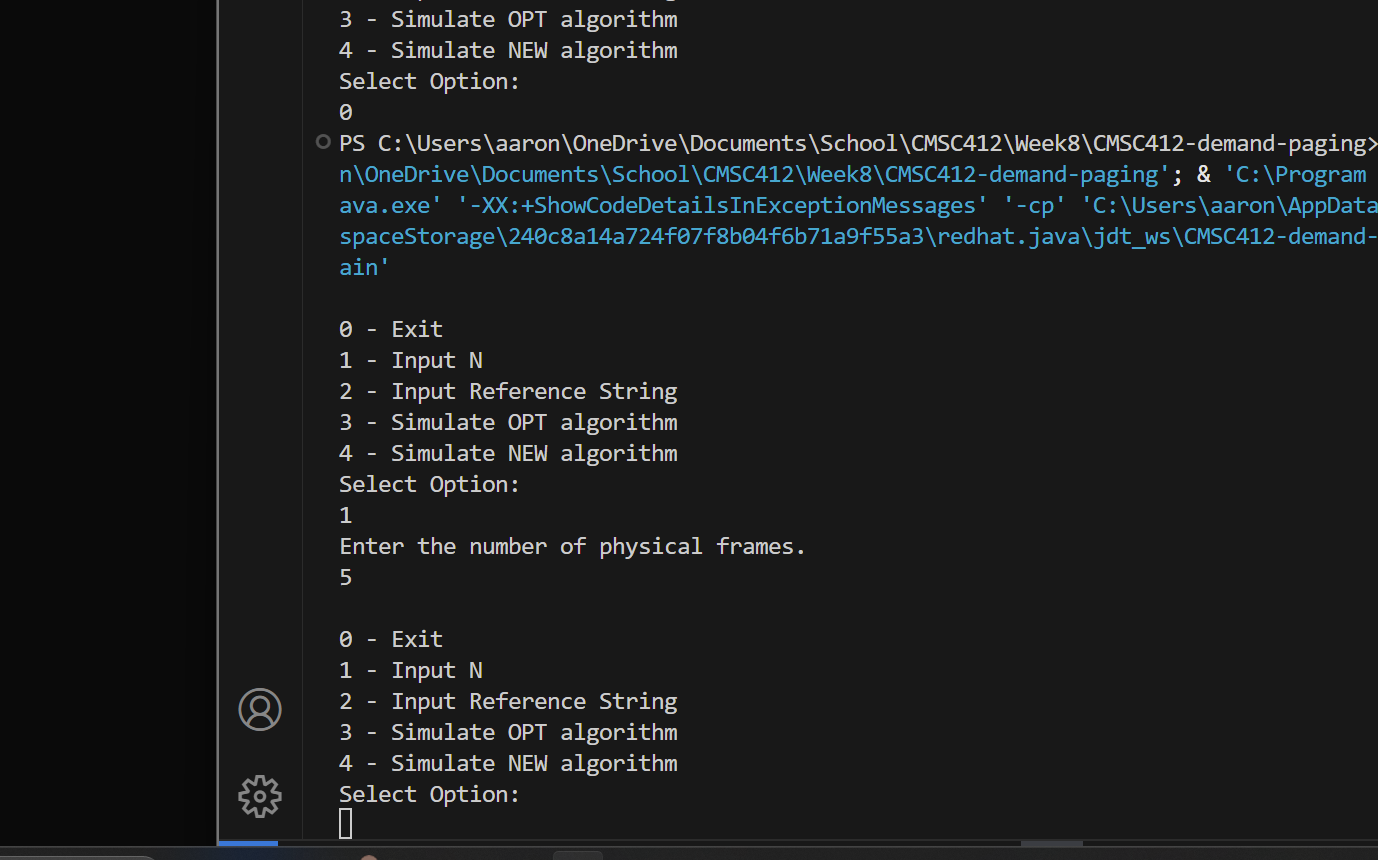 3 - Simulate OPT algorithm
4 - Simulate NEW algorithm
Select Option:
0
PS C:\Users\aaron\OneDrive\Documents\School\CMSC412\Week8\CMSC412-demand-paging>
n\OneDrive\Documents\School\CMSC412\Week8\CMSC412-demand-paging'; & 'C:\Program
ava.exe' '-XX:+ShowCodeDetailsInExceptionMessages' '-cp' 'C:\Users\aaron\AppData
spaceStorage\240c8a14a724f07f8b04f6b71a9f55a3\redhat.java\jdt_ws\CMSC412-demand-
ain'
0 - Exit
1 - Input N
2 - Input Reference String
3 - Simulate OPT algorithm
4 - Simulate NEW algorithm
Select Option:
1
Enter the number of physical frames.
5
0 - Exit
1 - Input N
2 - Input Reference String
3 - Simulate OPT algorithm
4 - Simulate NEW algorithm
Select Option: